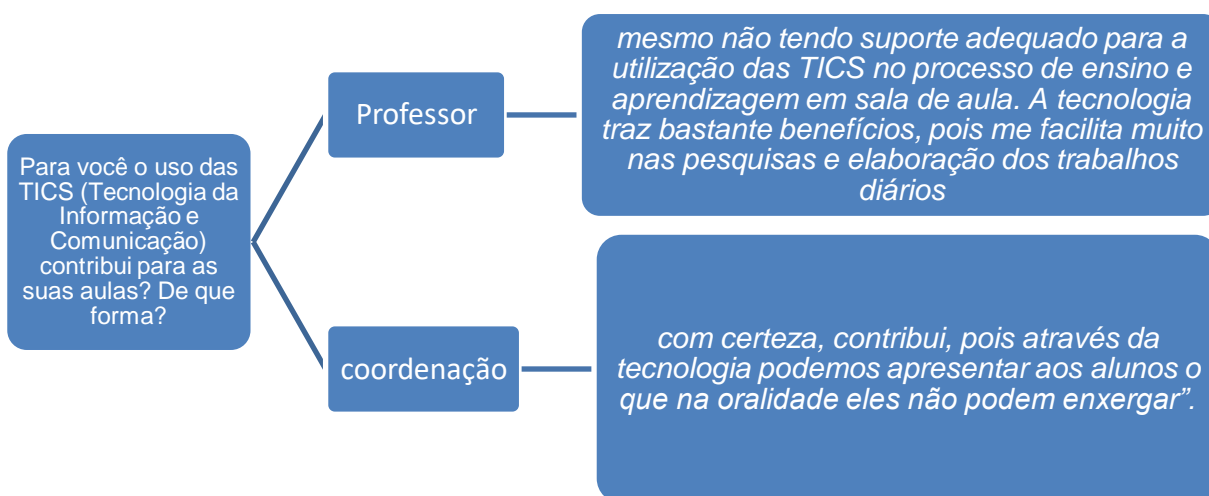 Para você o uso das
TICS (Tecnologia da
Informação e
Comunicação)
contribui para as
suas aulas? De que
forma?
Professor
mesmo não tendo suporte adequado para a
utilização das TICS no processo de ensino e
aprendizagem em sala de aula. A tecnologia
traz bastante benefícios, pois me facilita muito
nas pesquisas e elaboração dos trabalhos
diários
coordenação
com certeza, contribui, pois através da
tecnologia podemos apresentar aos alunos o
que na oralidade eles não podem enxergar”.